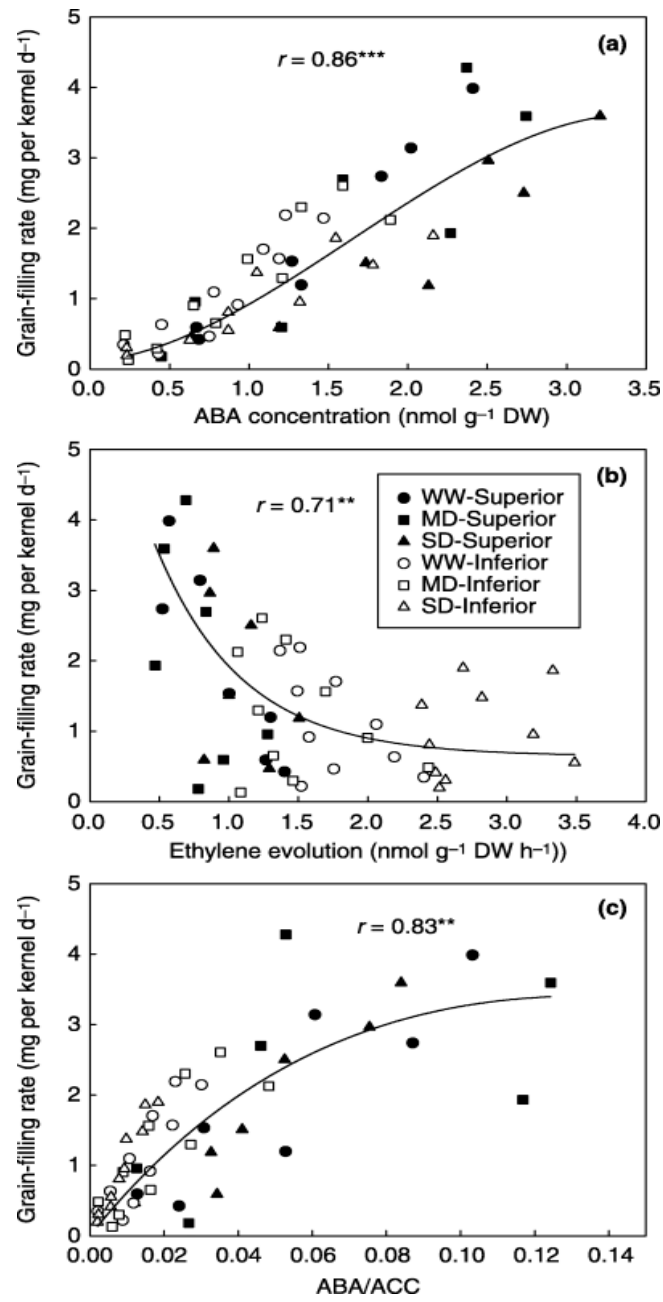 (a)
r = 0.86***
Grain-filling rate (mg per kernel d–1)
5
4
3
2
1
0
0.0 0.5 1.0 1.5 2.0 2.5 3.0 3.5
ABA concentration (nmol g–1 DW)
(b)
r = 0.71**
WW-Superior
MD-Superior
SD-Superior
WW-Inferior
MD-Inferior
SD-Inferior
Grain-filling rate (mg per kernel d–1)
5
4
3
2
1
0
0.0 0.5 1.0 1.5 2.0 2.5 3.0 3.5 4.0
Ethylene evolution (nmol g–1 DW h–1))
(c)
r = 0.83**
Grain-filling rate (mg per kernel d–1)
5
4
3
2
1
0
0.00 0.02 0.04 0.06 0.08 0.10 0.12 0.14
ABA/ACC